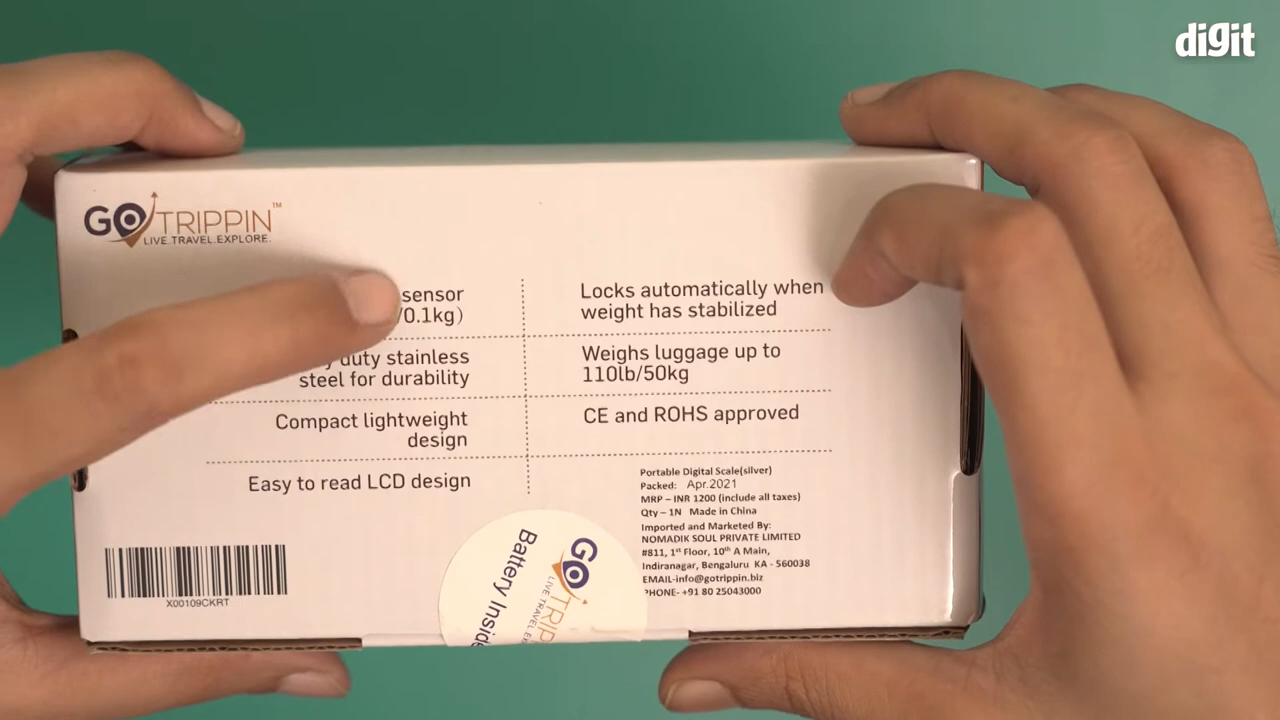 digit
GO TRIPPIN™
LIVE.TRAVEL.EXPLORE.
sensor
/0.1kg)
duty stainless
steel for durability
Compact lightweight
design
Easy to read LCD design
Locks automatically when
weight has stabilized
Weighs luggage up to
110lb/50kg
CE and ROHS approved
Portable Digital Scale(silver)
Packed: Apr.2021
MRP – INR 1200 (include all taxes)
Qty – 1N Made in China
Imported and Marketed By:
NOMADIK SOUL PRIVATE LIMITED
#811, 1st Floor, 10th A Main,
Indiranagar, Bengaluru KA - 560038
EMAIL-info@gotrippin.biz
PHONE- +91 80 25043000
X00109CKRT
GO TRIP
LIVE TRAVEL EX
Battery Inside